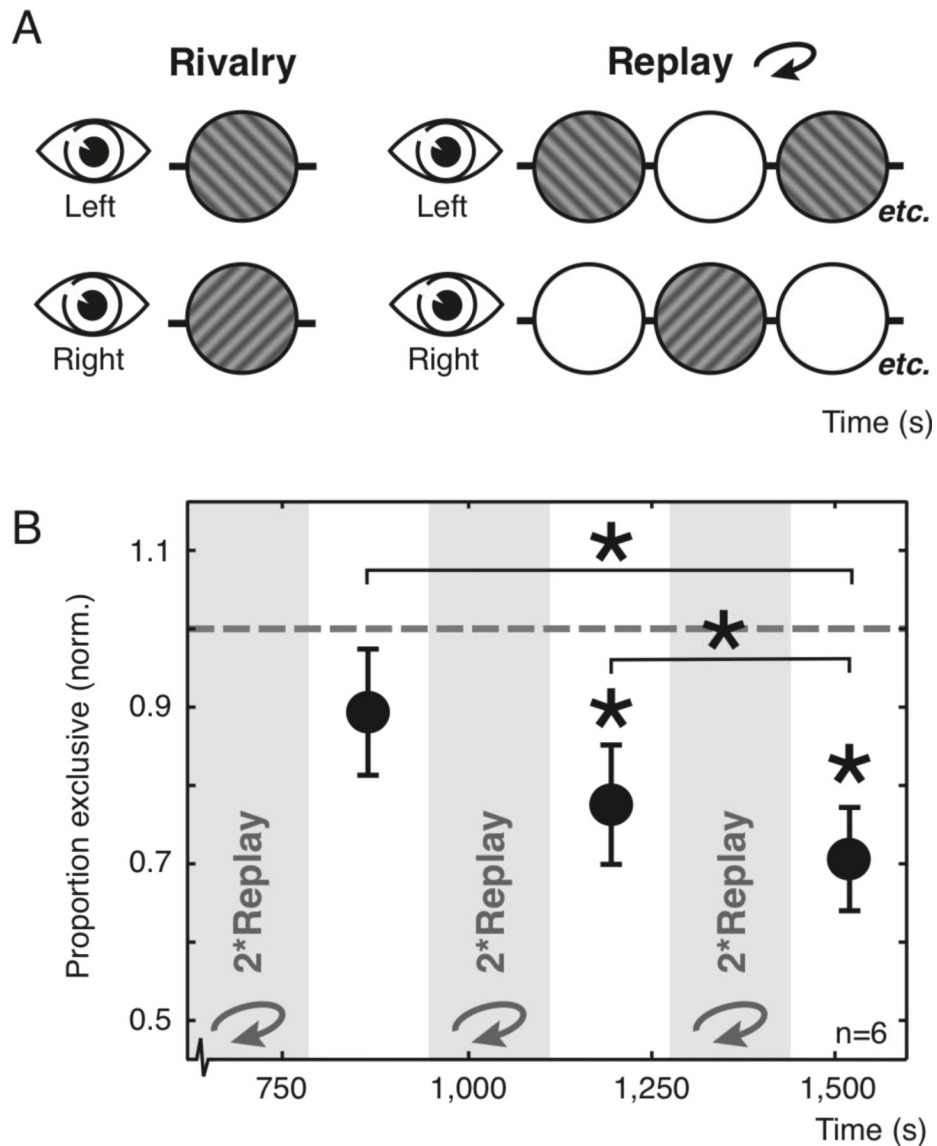 A
Rivalry
Replay
Left
Left
etc.
Right
Right
etc.
Time (s)
B
Proportion exclusive (norm.)
1.1
0.9
0.7
0.5
*
*
*
*
2*Replay
2*Replay
2*Replay
n=6
750
1,000
1,250
1,500
Time (s)